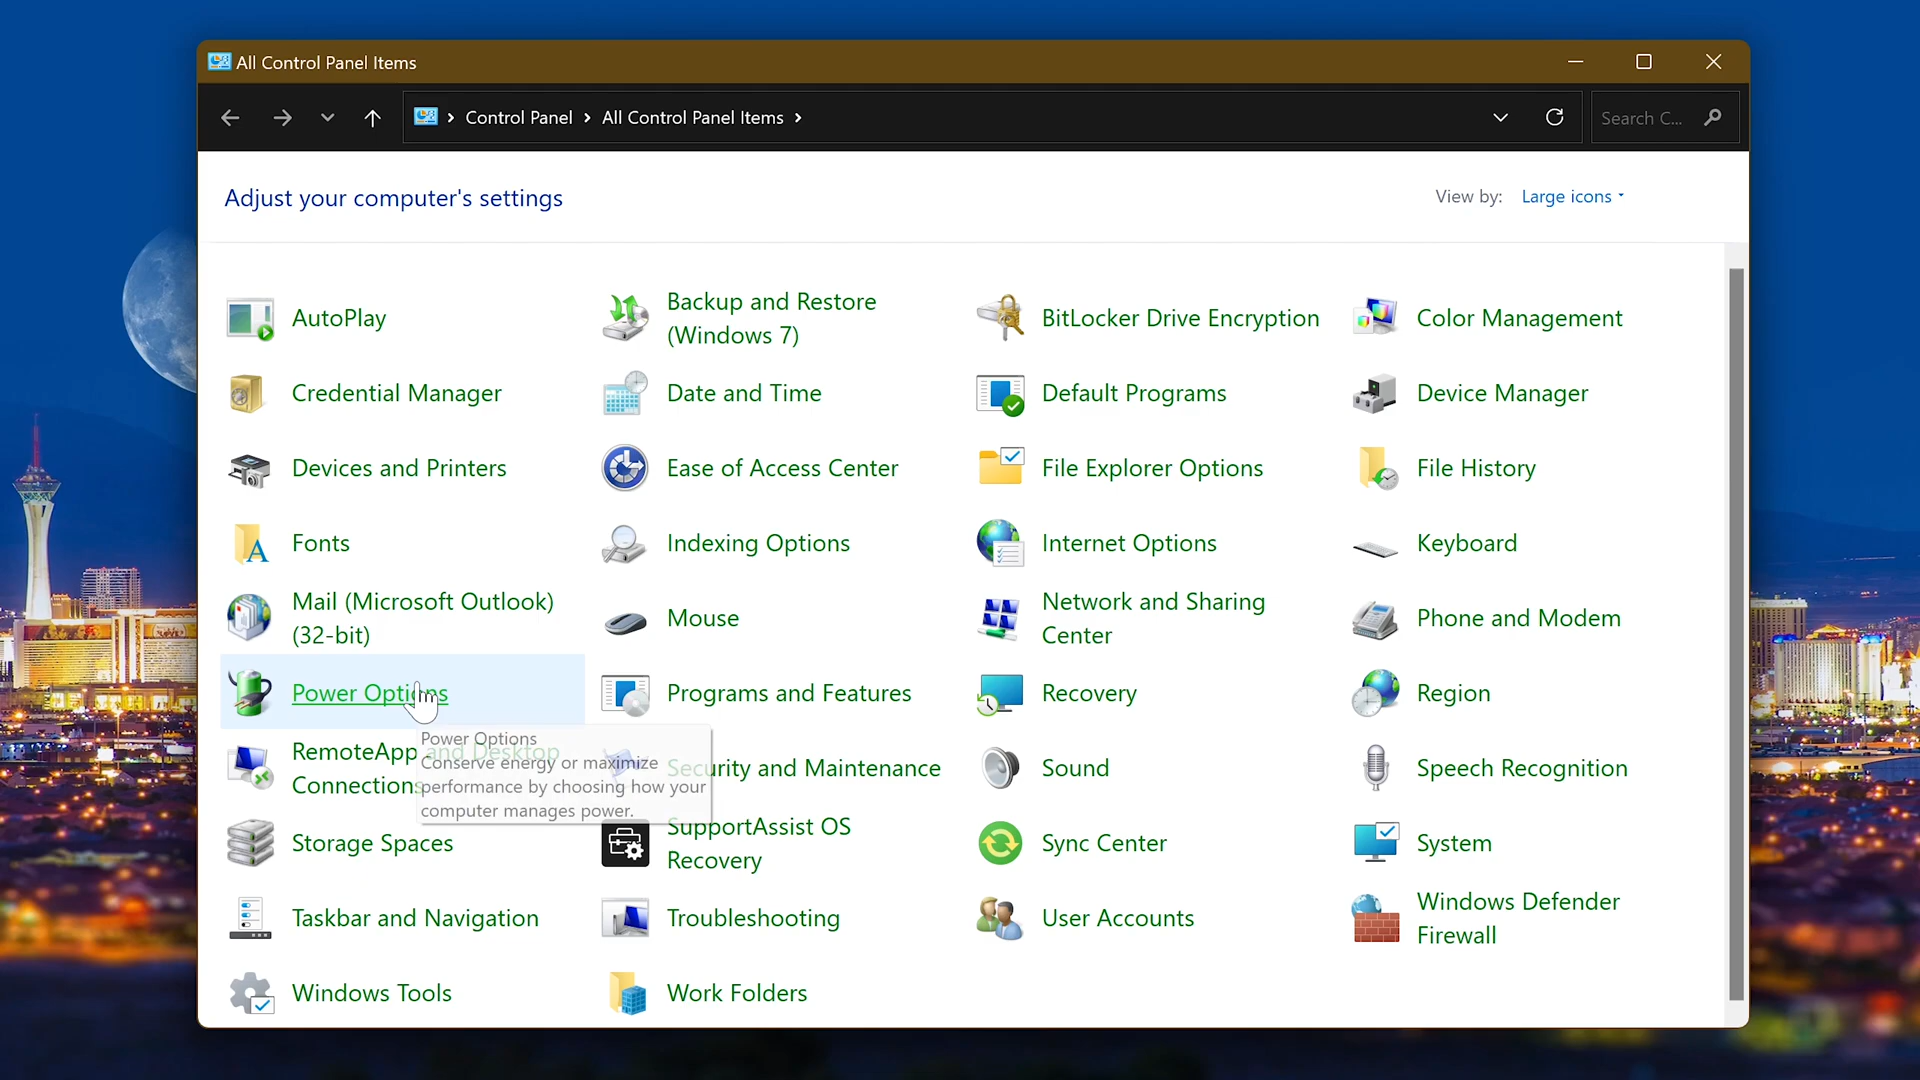 All Control Panel Items
Control Panel
All Control Panel Items
Search C...
Adjust your computer's settings
View by:
Large icons
AutoPlay
Backup and Restore
(Windows 7)
BitLocker Drive Encryption
Color Management
Credential Manager
Date and Time
Default Programs
Device Manager
Devices and Printers
Ease of Access Center
File Explorer Options
File History
Fonts
Indexing Options
Internet Options
Keyboard
Mail (Microsoft Outlook)
(32-bit)
Mouse
Network and Sharing
Center
Phone and Modem
Power Options
Programs and Features
Recovery
Region
Power Options
Conserve energy or maximize
performance by choosing how your
computer manages power.
RemoteApp and Desktop
Connections
Security and Maintenance
Sound
Speech Recognition
Storage Spaces
SupportAssist OS
Recovery
Sync Center
System
Taskbar and Navigation
Troubleshooting
User Accounts
Windows Defender
Firewall
Windows Tools
Work Folders